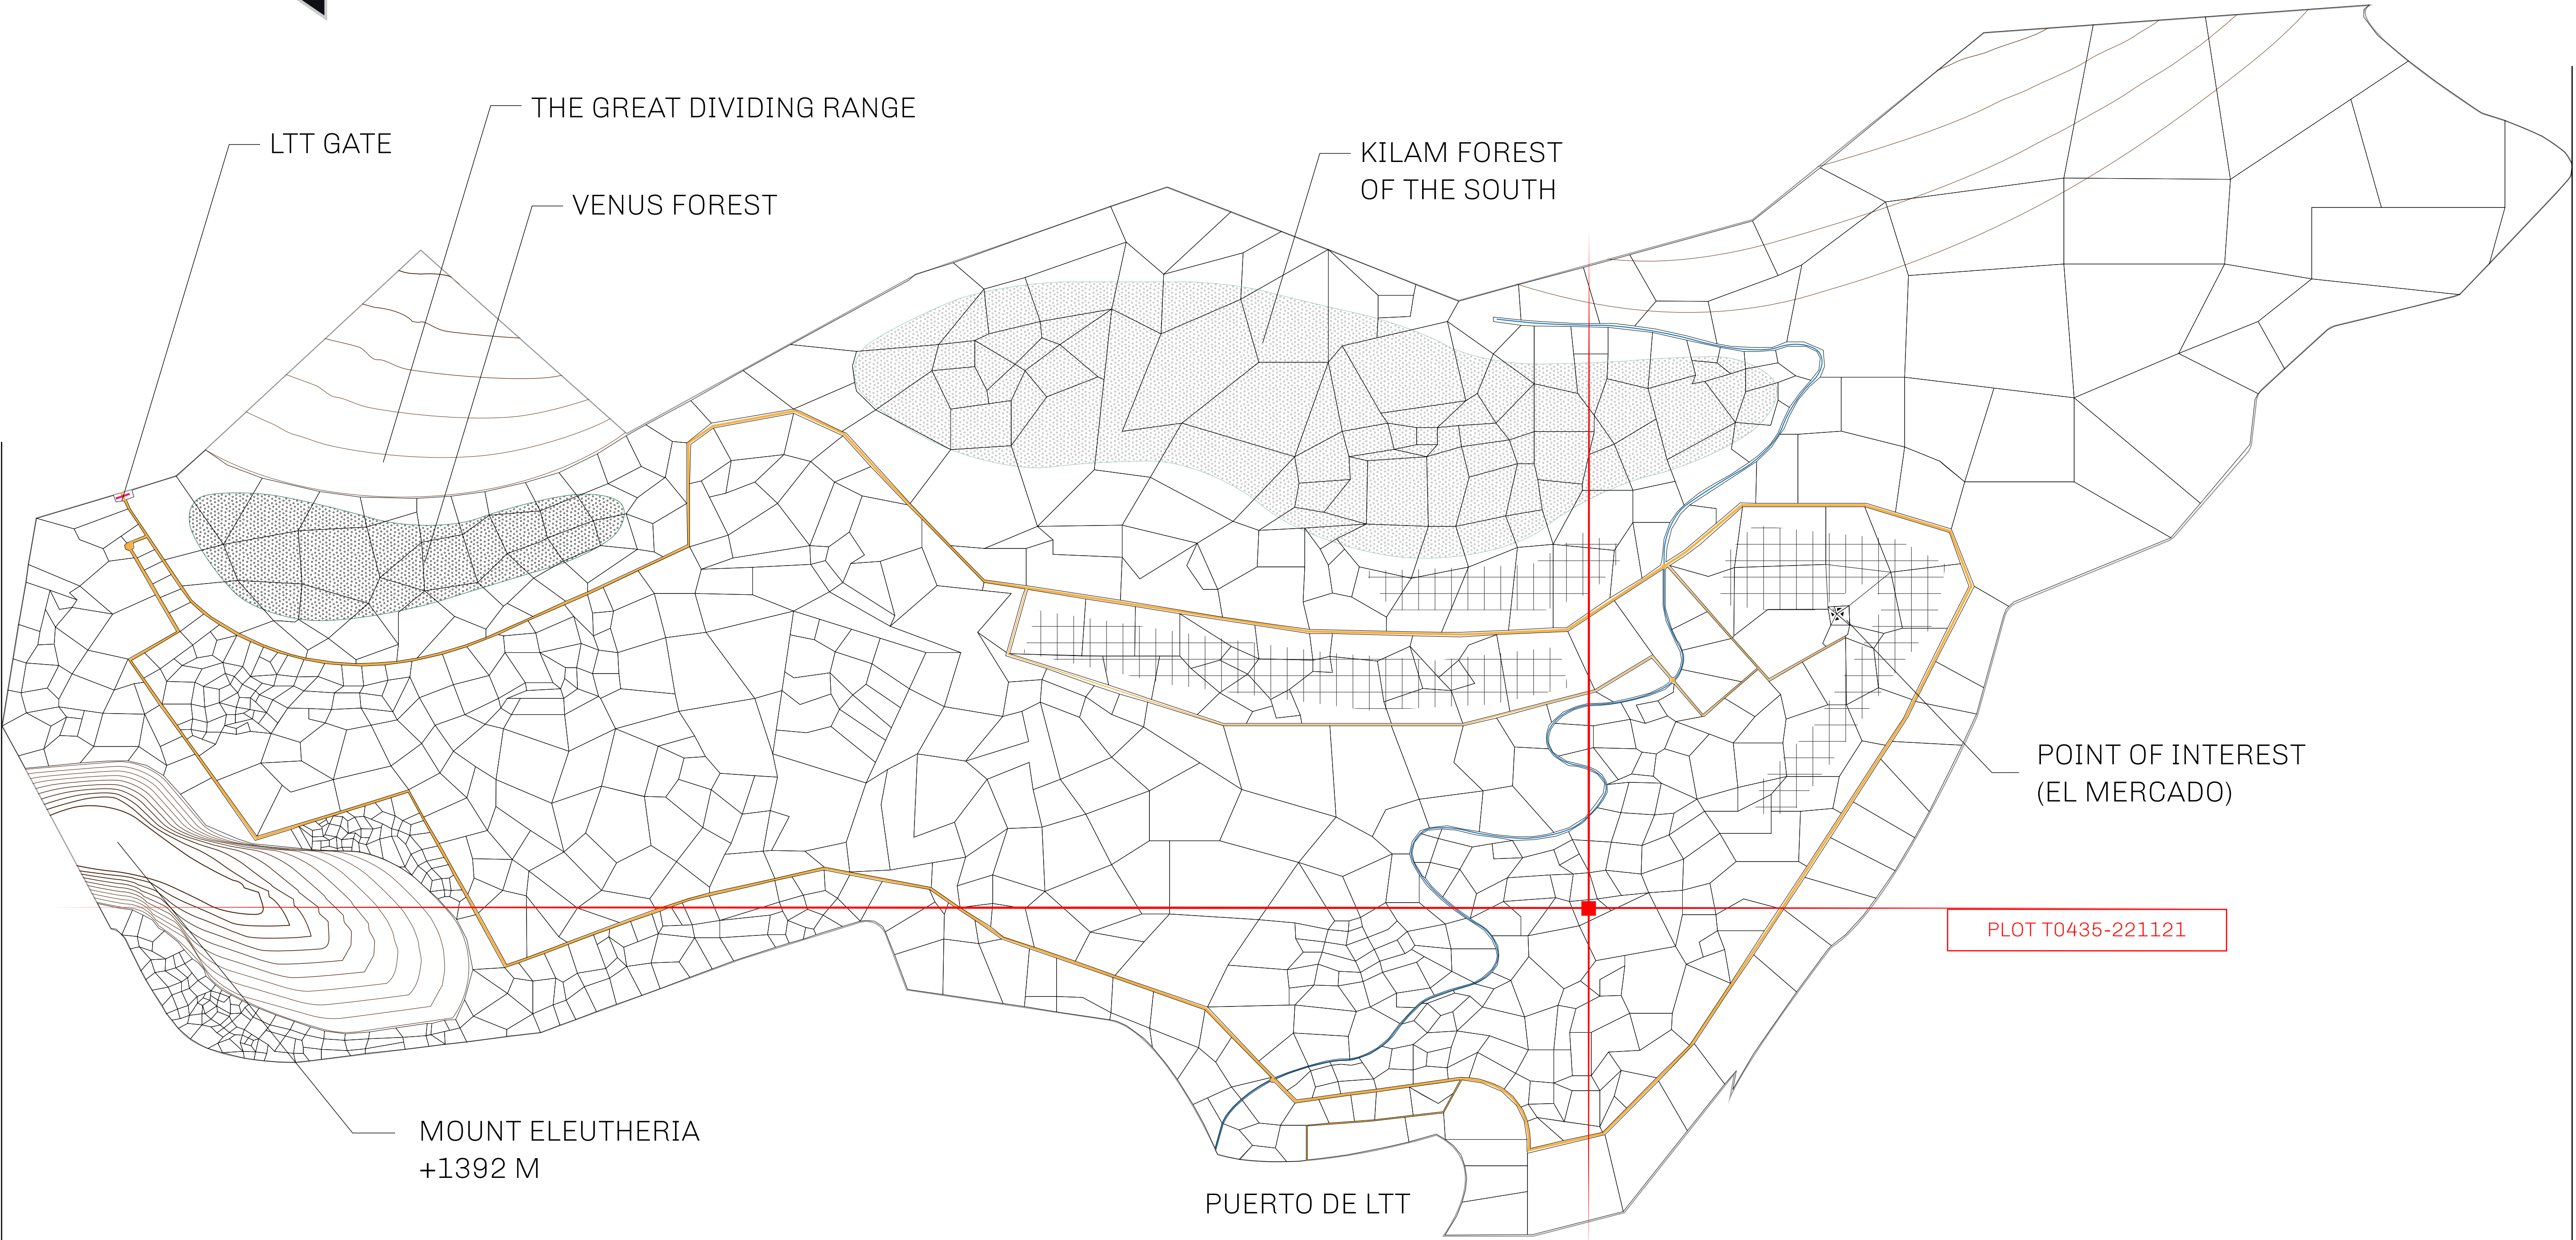 THE GREAT DIVIDING RANGE
LTT GATE
KILAM FOREST
OF THE SOUTH
VENUS FOREST
POINT OF INTEREST
(EL MERCADO)
PLOT T0435-221121
MOUNT ELEUTHERIA
+1392 M
PUERTO DE LTT